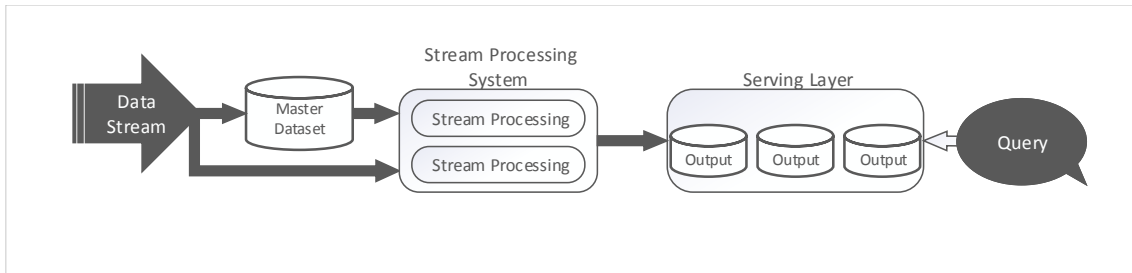 Data
Stream
Master
Dataset
Stream Processing
System
Stream Processing
Stream Processing
Serving Layer
Output
Output
Output
Query